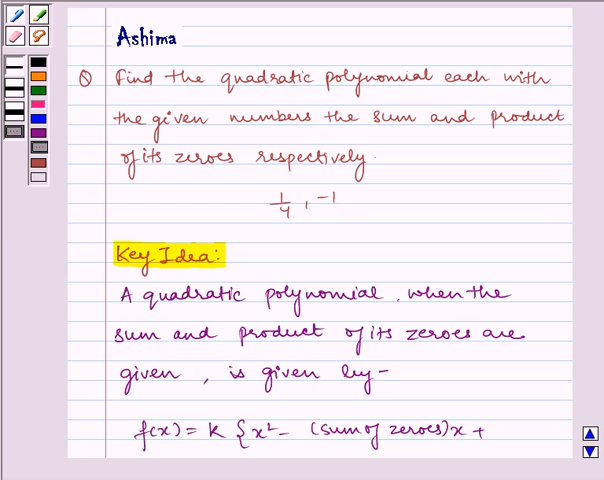 Ashima
Q Find the quadratic polynomial each with
the given numbers the sum and product
of its zeroes respectively.
1/4 , -1
Key Idea:
A quadratic polynomial, when the
sum and product of its zeroes are
given, is given by-
f(x) = k {x² - (sum of zeroes)x +